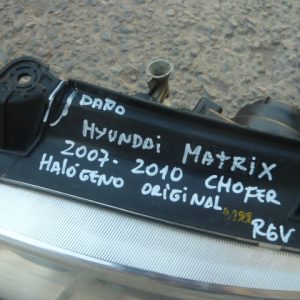 DAÑO
HYUNDAI MATRIX
2007-2010 CHOFER
HALÓGENO ORIGINAL
REV